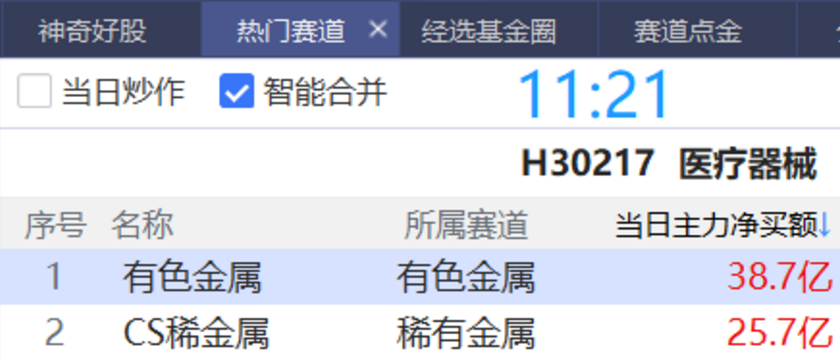 神奇好股 热门赛道 × 经选基金圈 赛道点金
当日炒作 智能合并 11:21
H30217 医疗器械
序号 名称 所属赛道 当日主力净买额↓
1 有色金属 有色金属 38.7亿
2 CS稀金属 稀有金属 25.7亿